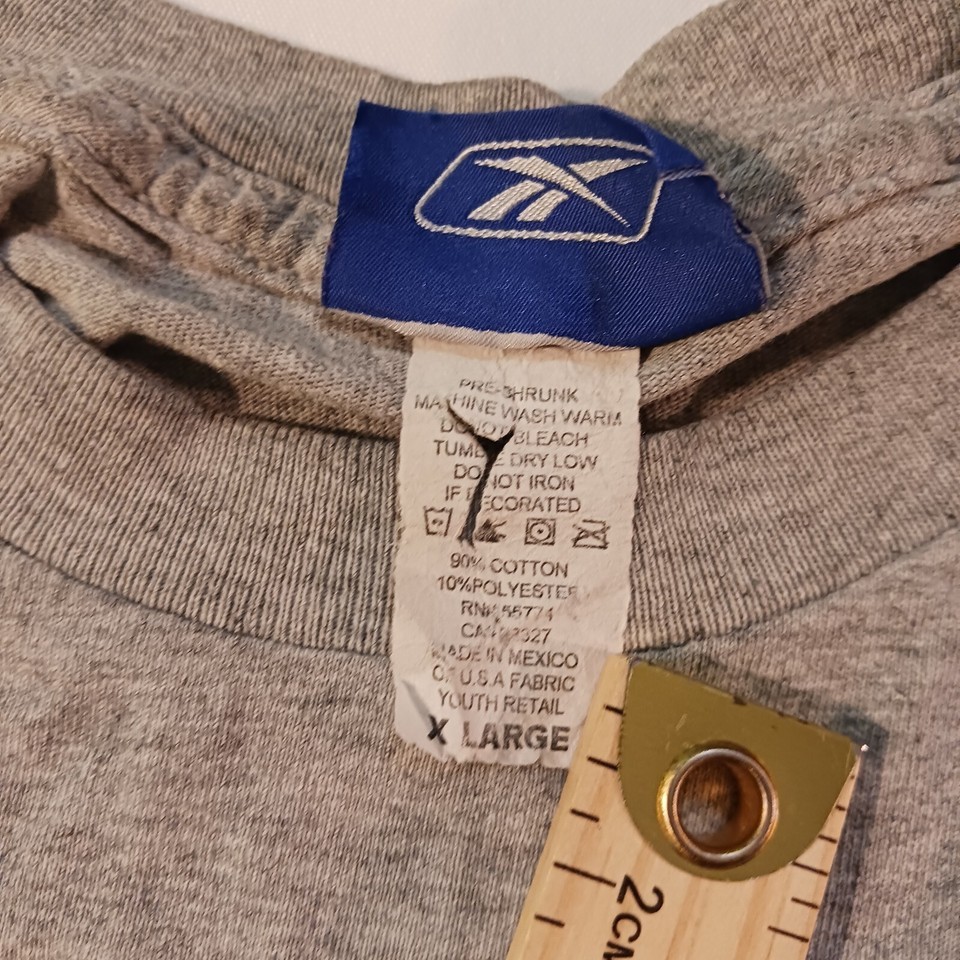 PRE-SHRUNK
MACHINE WASH WARM
DO NOT BLEACH
TUMBLE DRY LOW
DO NOT IRON
IF DECORATED
90% COTTON
10%POLYESTER
MADE IN MEXICO
OF U.S.A FABRIC
YOUTH RETAIL
X LARGE
2CM